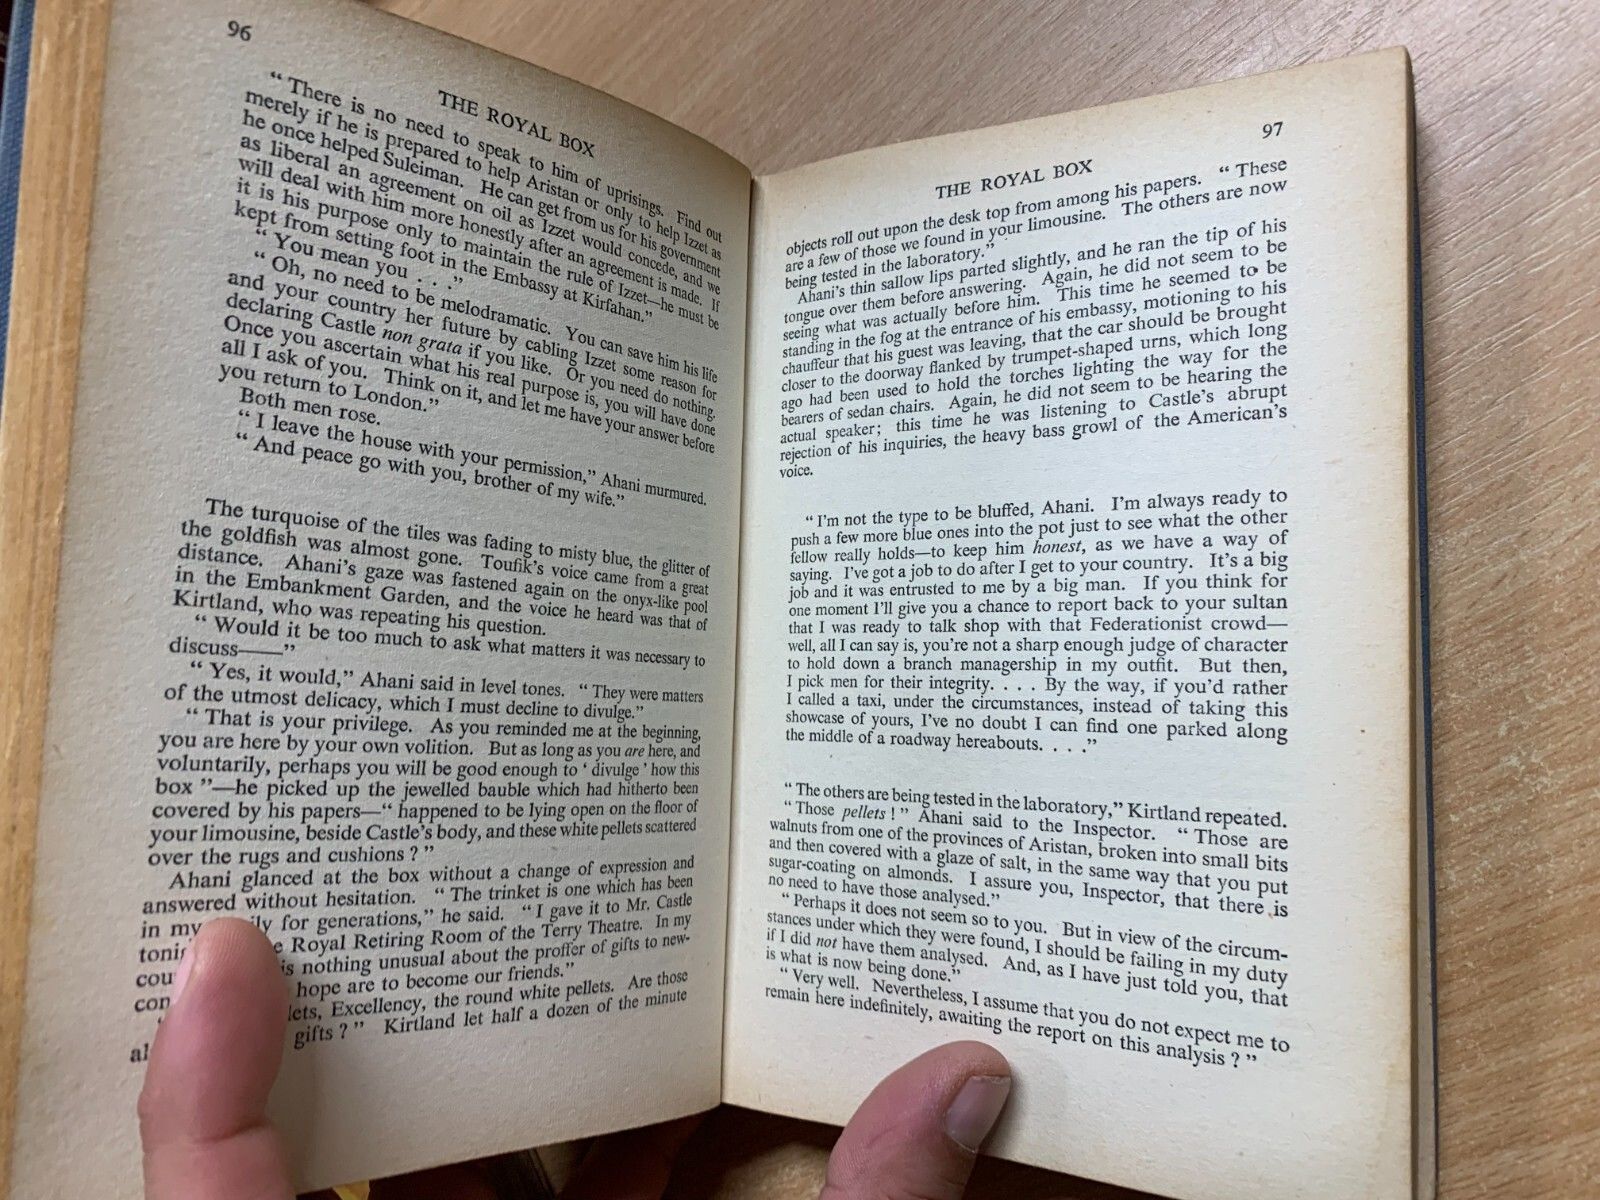 96
THE ROYAL BOX
“ There is no need to speak to him of uprisings. Find out
merely if he is prepared to help Aristan or only to help Izzet as
he once helped Suleiman. He can get from us for his government
as liberal an agreement on oil as Izzet would concede, and we
will deal with him more honestly after an agreement is made. If
it is his purpose only to maintain the rule of Izzet—he must be
kept from setting foot in the Embassy at Kirfahan.”
“ You mean you . . .”
“ Oh, no need to be melodramatic. You can save him his life
and your country her future by cabling Izzet some reason for
declaring Castle non grata if you like. Or you need do nothing.
Once you ascertain what his real purpose is, you will have done
all I ask of you. Think on it, and let me have your answer before
you return to London.”
Both men rose.
“ I leave the house with your permission,” Ahani murmured.
“ And peace go with you, brother of my wife.”
The turquoise of the tiles was fading to misty blue, the glitter of
the goldfish was almost gone. Toufik’s voice came from a great
distance. Ahani’s gaze was fastened again on the onyx-like pool
in the Embankment Garden, and the voice he heard was that of
Kirtland, who was repeating his question.
“ Would it be too much to ask what matters it was necessary to
discuss——”
“ Yes, it would,” Ahani said in level tones. “ They were matters
of the utmost delicacy, which I must decline to divulge.”
“ That is your privilege. As you reminded me at the beginning,
you are here by your own volition. But as long as you are here, and
voluntarily, perhaps you will be good enough to ‘ divulge ’ how this
box ”—he picked up the jewelled bauble which had hitherto been
covered by his papers—“ happened to be lying open on the floor of
your limousine, beside Castle’s body, and these white pellets scattered
over the rugs and cushions ? ”
Ahani glanced at the box without a change of expression and
answered without hesitation. “ The trinket is one which has been
in my ily for generations,” he said. “ I gave it to Mr. Castle
toni e Royal Retiring Room of the Terry Theatre. In my
cou is nothing unusual about the proffer of gifts to new-
con hope are to become our friends.”
lets, Excellency, the round white pellets. Are those
al gifts ? ” Kirtland let half a dozen of the minute
97
THE ROYAL BOX
objects roll out upon the desk top from among his papers. “ These
are a few of those we found in your limousine. The others are now
being tested in the laboratory.”
Ahani’s thin sallow lips parted slightly, and he ran the tip of his
tongue over them before answering. Again, he did not seem to be
seeing what was actually before him. This time he seemed to be
standing in the fog at the entrance of his embassy, motioning to his
chauffeur that his guest was leaving, that the car should be brought
closer to the doorway flanked by trumpet-shaped urns, which long
ago had been used to hold the torches lighting the way for the
bearers of sedan chairs. Again, he did not seem to be hearing the
actual speaker; this time he was listening to Castle’s abrupt
rejection of his inquiries, the heavy bass growl of the American’s
voice.
“ I’m not the type to be bluffed, Ahani. I’m always ready to
push a few more blue ones into the pot just to see what the other
fellow really holds—to keep him honest, as we have a way of
saying. I’ve got a job to do after I get to your country. It’s a big
job and it was entrusted to me by a big man. If you think for
one moment I’ll give you a chance to report back to your sultan
that I was ready to talk shop with that Federationist crowd—
well, all I can say is, you’re not a sharp enough judge of character
to hold down a branch managership in my outfit. But then,
I pick men for their integrity. . . . By the way, if you’d rather
I called a taxi, under the circumstances, instead of taking this
showcase of yours, I’ve no doubt I can find one parked along
the middle of a roadway hereabouts. . . .”
“ The others are being tested in the laboratory,” Kirtland repeated.
“ Those pellets ! ” Ahani said to the Inspector. “ Those are
walnuts from one of the provinces of Aristan, broken into small bits
and then covered with a glaze of salt, in the same way that you put
sugar-coating on almonds. I assure you, Inspector, that there is
no need to have those analysed.”
“ Perhaps it does not seem so to you. But in view of the circum-
stances under which they were found, I should be failing in my duty
if I did not have them analysed. And, as I have just told you, that
is what is now being done.”
“ Very well. Nevertheless, I assume that you do not expect me to
remain here indefinitely, awaiting the report on this analysis ? ”